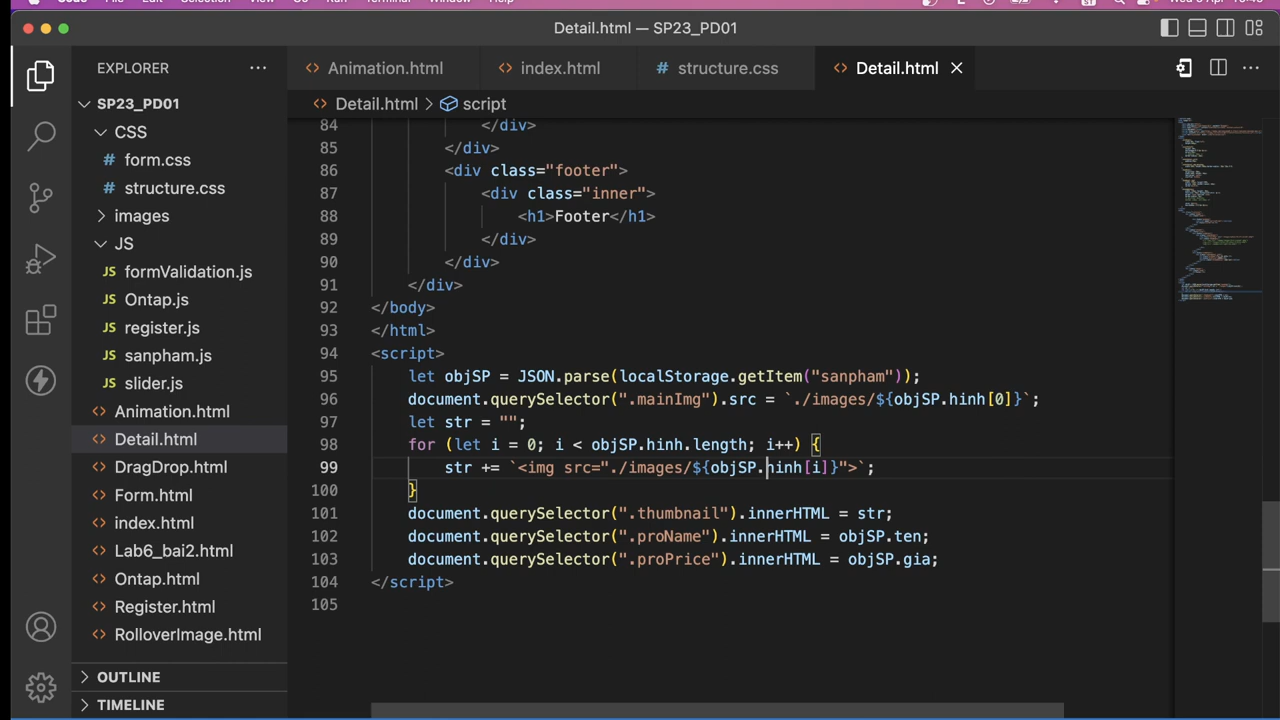 Detail.html — SP23_PD01
EXPLORER
Animation.html
index.html
# structure.css
Detail.html
SP23_PD01
Detail.html > script
CSS
# form.css
# structure.css
images
JS
JS formValidation.js
JS Ontap.js
JS register.js
JS sanpham.js
JS slider.js
Animation.html
Detail.html
DragDrop.html
Form.html
index.html
Lab6_bai2.html
Ontap.html
Register.html
RolloverImage.html
OUTLINE
TIMELINE
84 </div>
85 </div>
86 <div class="footer">
87 <div class="inner">
88 <h1>Footer</h1>
89 </div>
90 </div>
91 </div>
92 </body>
93 </html>
94 <script>
95 let objSP = JSON.parse(localStorage.getItem("sanpham"));
96 document.querySelector(".mainImg").src = `./images/${objSP.hinh[0]}`;
97 let str = "";
98 for (let i = 0; i < objSP.hinh.length; i++) {
99 str += `<img src="./images/${objSP.hinh[i]}">`;
100 }
101 document.querySelector(".thumbnail").innerHTML = str;
102 document.querySelector(".proName").innerHTML = objSP.ten;
103 document.querySelector(".proPrice").innerHTML = objSP.gia;
104 </script>
105